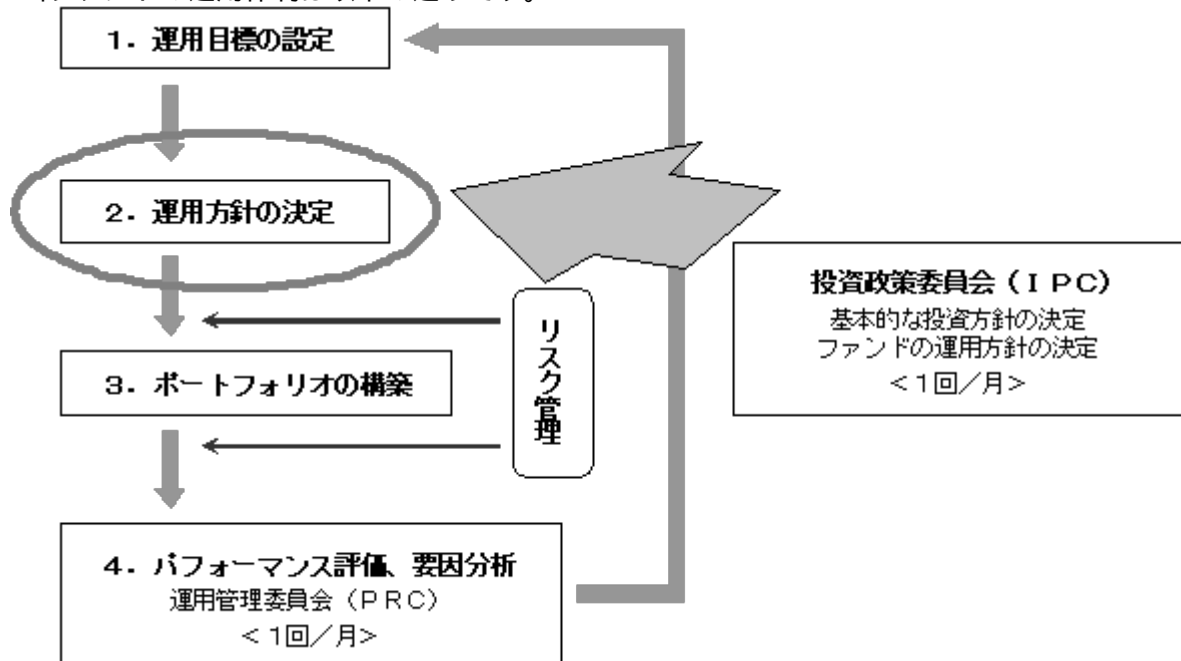 1．運用目標の設定
2．運用方針の決定
投資政策委員会（ＩＰＣ）
基本的な投資方針の決定
ファンドの運用方針の決定
＜１回／月＞
リスク管理
3．ポートフォリオの構築
4．パフォーマンス評価、要因分析
運用管理委員会（ＰＲＣ）
＜１回／月＞